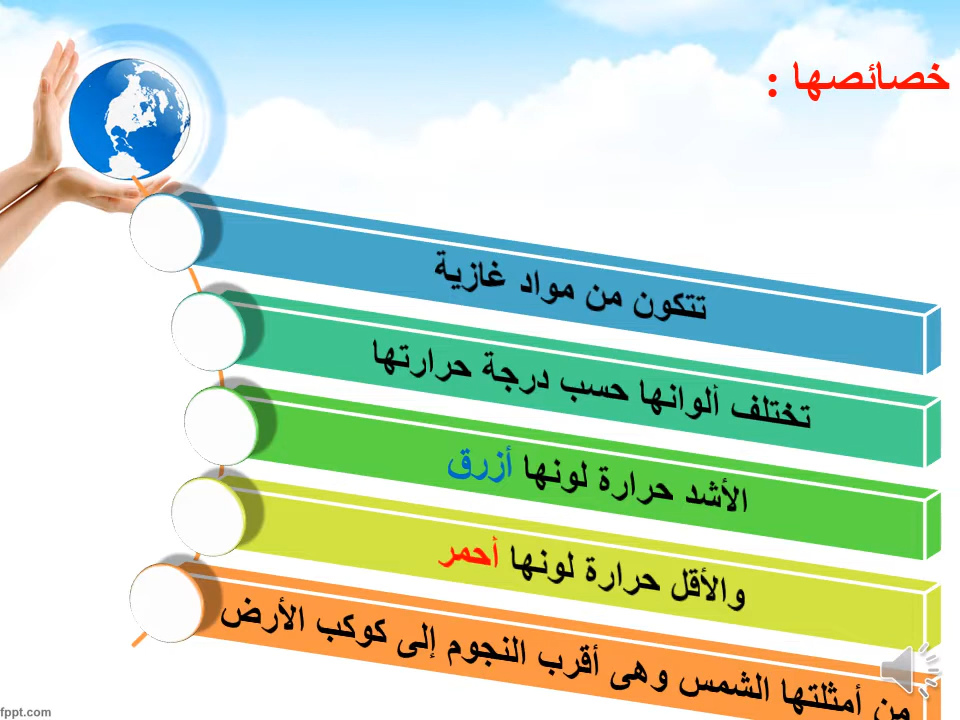 خصائصها :
تتكون من مواد غازية
تختلف ألوانها حسب درجة حرارتها
الأشد حرارة لونها أزرق
والأقل حرارة لونها أحمر
من أمثلتها الشمس وهى أقرب النجوم إلى كوكب الأرض
fppt.com